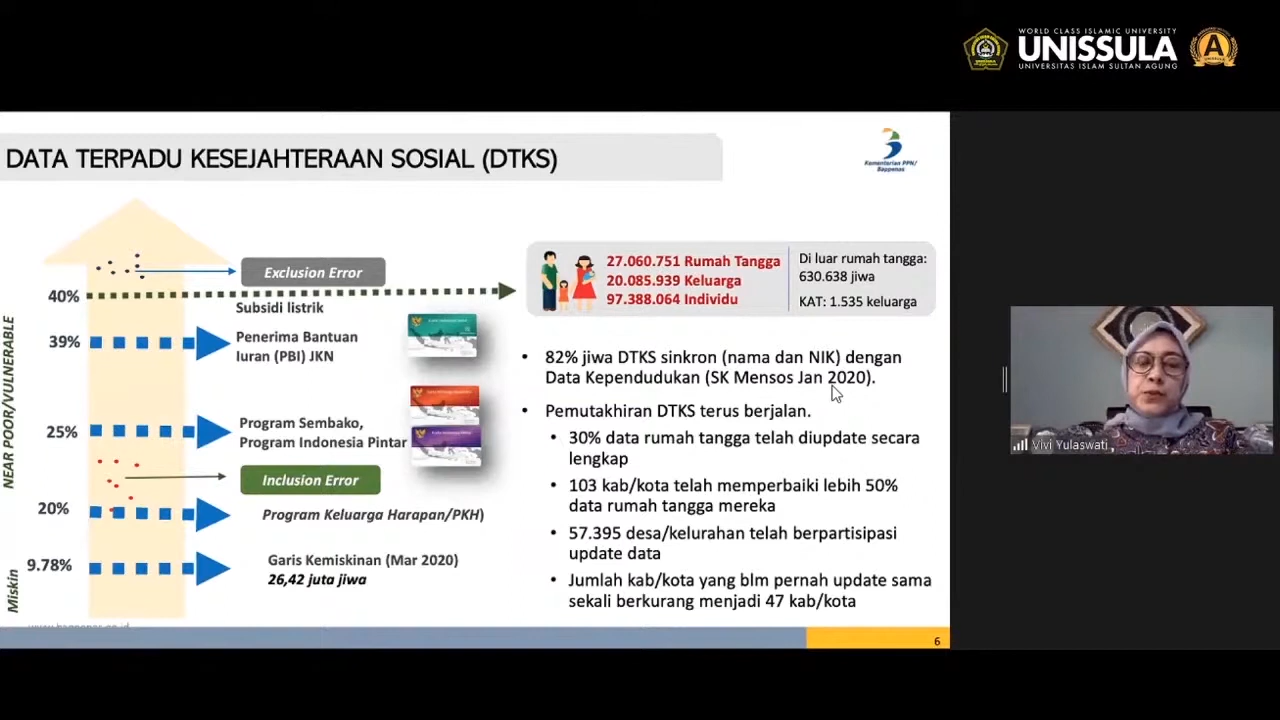 WORLD CLASS ISLAMIC UNIVERSITY
UNISSULA
UNIVERSITAS ISLAM SULTAN AGUNG
A
DATA TERPADU KESEJAHTERAAN SOSIAL (DTKS)
Kementerian PPN/
Bappenas
Exclusion Error
40%
Subsidi listrik
39%
Penerima Bantuan
Iuran (PBI) JKN
25%
Program Sembako,
Program Indonesia Pintar
Inclusion Error
20%
Program Keluarga Harapan/PKH)
9.78%
Garis Kemiskinan (Mar 2020)
26,42 juta jiwa
NEAR POOR/VULNERABLE
Miskin
www.bappenas.go.id
27.060.751 Rumah Tangga
20.085.939 Keluarga
97.388.064 Individu
Di luar rumah tangga:
630.638 jiwa
KAT: 1.535 keluarga
• 82% jiwa DTKS sinkron (nama dan NIK) dengan
Data Kependudukan (SK Mensos Jan 2020).
• Pemutakhiran DTKS terus berjalan.
• 30% data rumah tangga telah diupdate secara
lengkap
• 103 kab/kota telah memperbaiki lebih 50%
data rumah tangga mereka
• 57.395 desa/kelurahan telah berpartisipasi
update data
• Jumlah kab/kota yang blm pernah update sama
sekali berkurang menjadi 47 kab/kota
6
Vivi Yulaswati